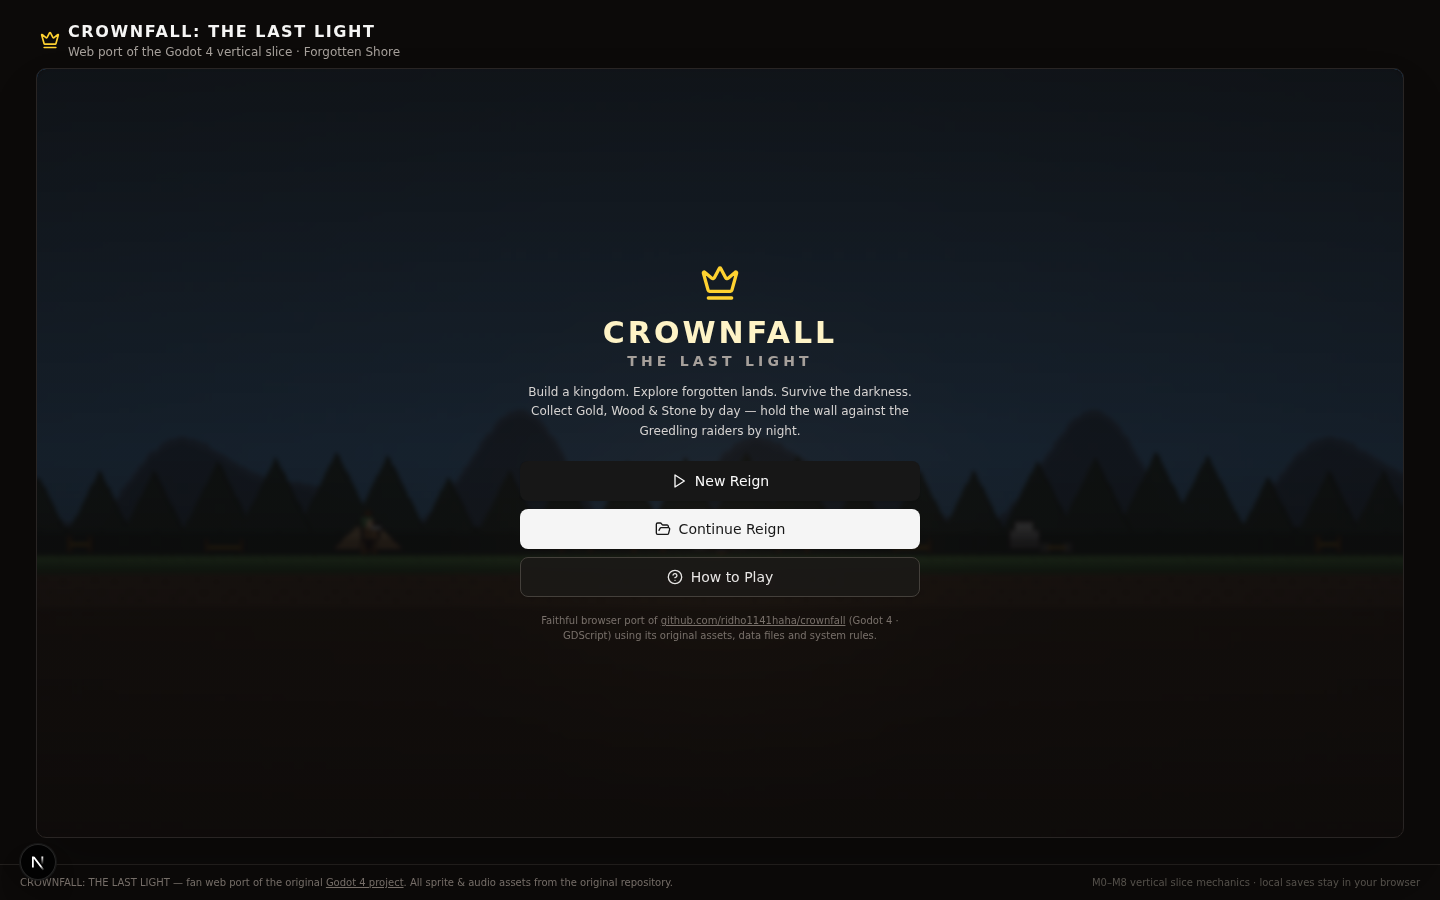 CROWNFALL: THE LAST LIGHT
Web port of the Godot 4 vertical slice · Forgotten Shore
CROWNFALL
THE LAST LIGHT
Build a kingdom. Explore forgotten lands. Survive the darkness.
Collect Gold, Wood & Stone by day — hold the wall against the
Greedling raiders by night.
New Reign
Continue Reign
How to Play
Faithful browser port of github.com/ridho1141haha/crownfall (Godot 4 ·
GDScript) using its original assets, data files and system rules.
N
CROWNFALL: THE LAST LIGHT — fan web port of the original Godot 4 project. All sprite & audio assets from the original repository.
M0–M8 vertical slice mechanics · local saves stay in your browser